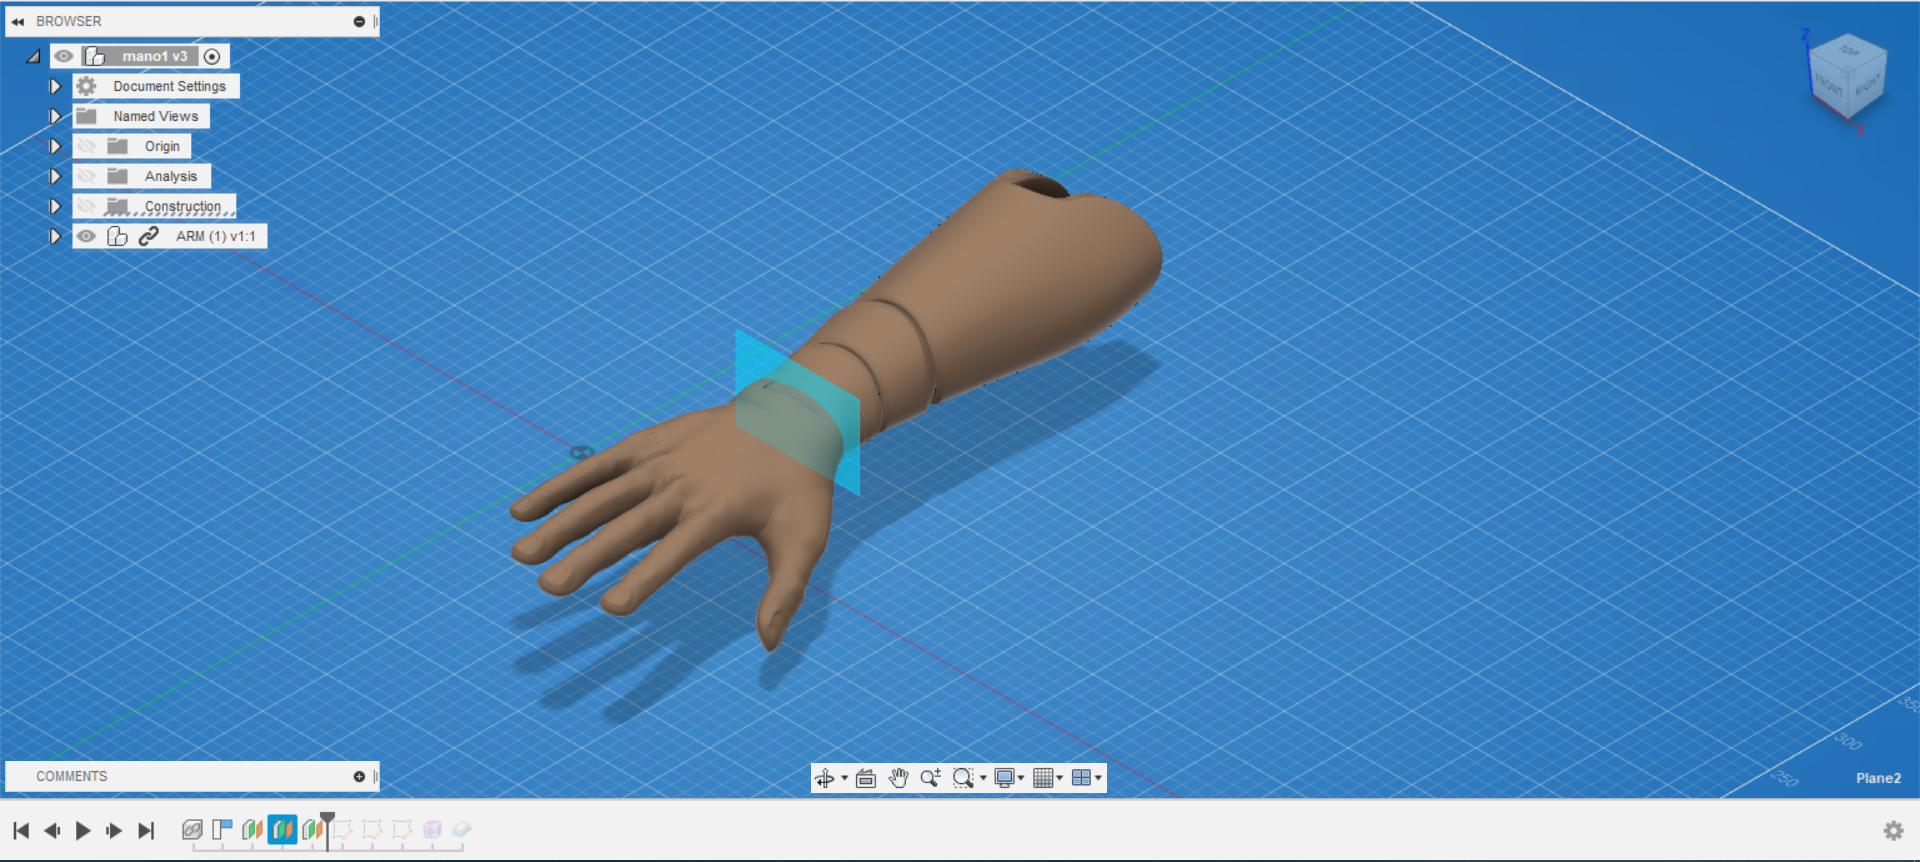 BROWSER
mano1 v3
Document Settings
Named Views
Origin
Analysis
Construction
ARM (1) v1:1
Z
TOP
FRONT
RIGHT
X
350
300
250
COMMENTS
Plane2